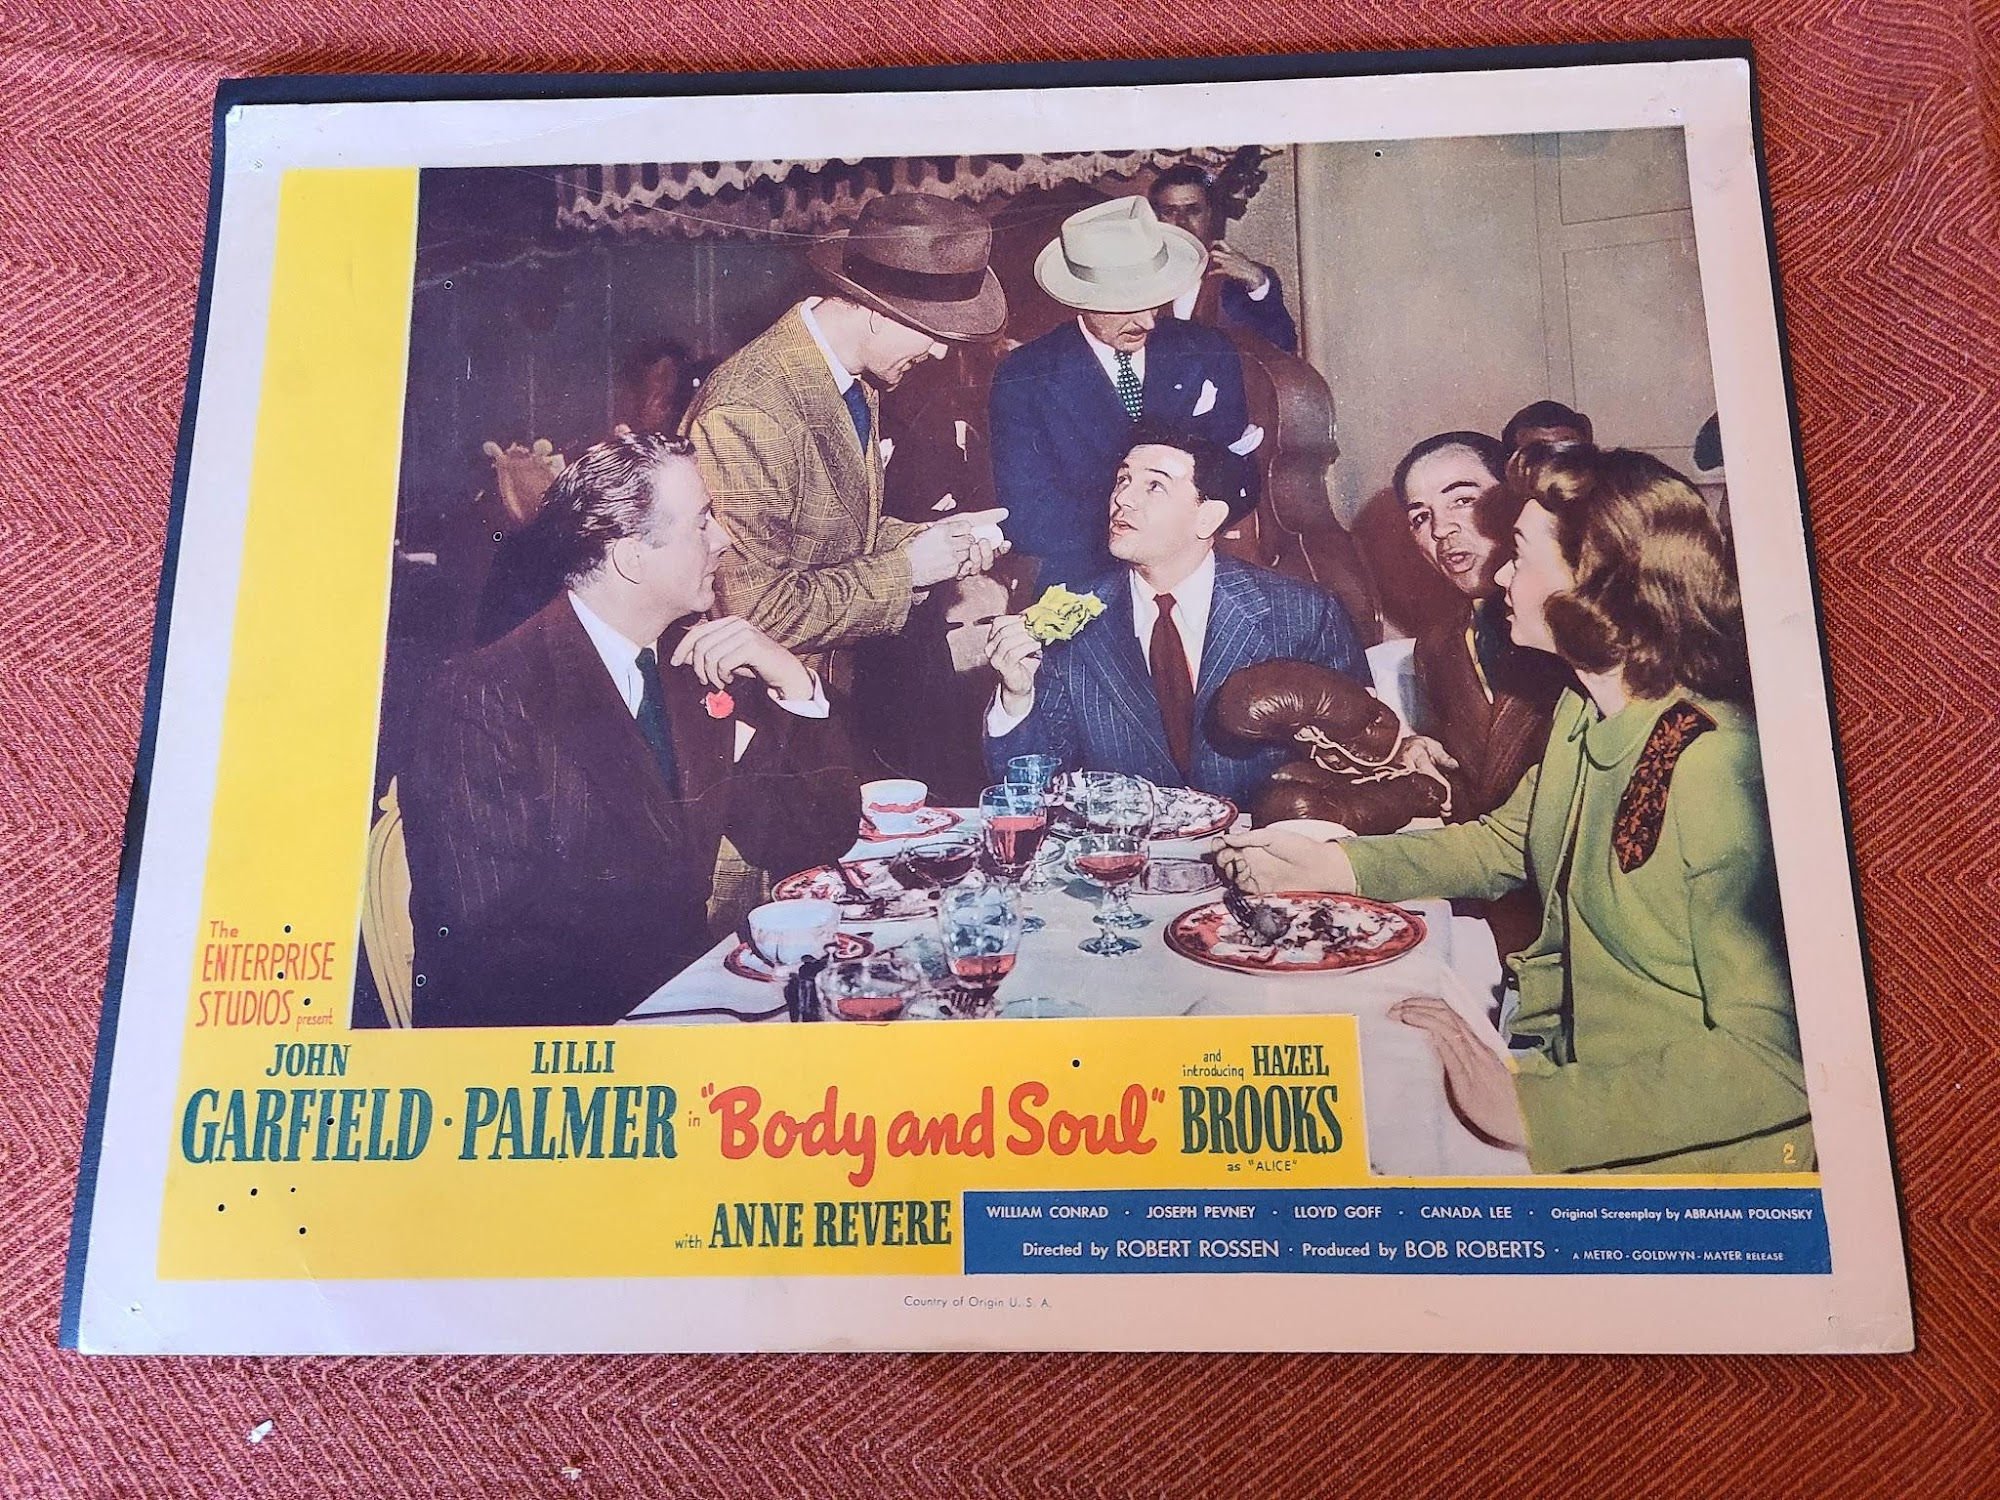 The
ENTERPRISE
STUDIOS present
JOHN GARFIELD · LILLI PALMER in "Body and Soul"
and introducing HAZEL BROOKS
as "ALICE"
with ANNE REVERE
WILLIAM CONRAD · JOSEPH PEVNEY · LLOYD GOFF · CANADA LEE · Original Screenplay by ABRAHAM POLONSKY
Directed by ROBERT ROSSEN · Produced by BOB ROBERTS · A METRO-GOLDWYN-MAYER RELEASE
2
Country of Origin U. S. A.